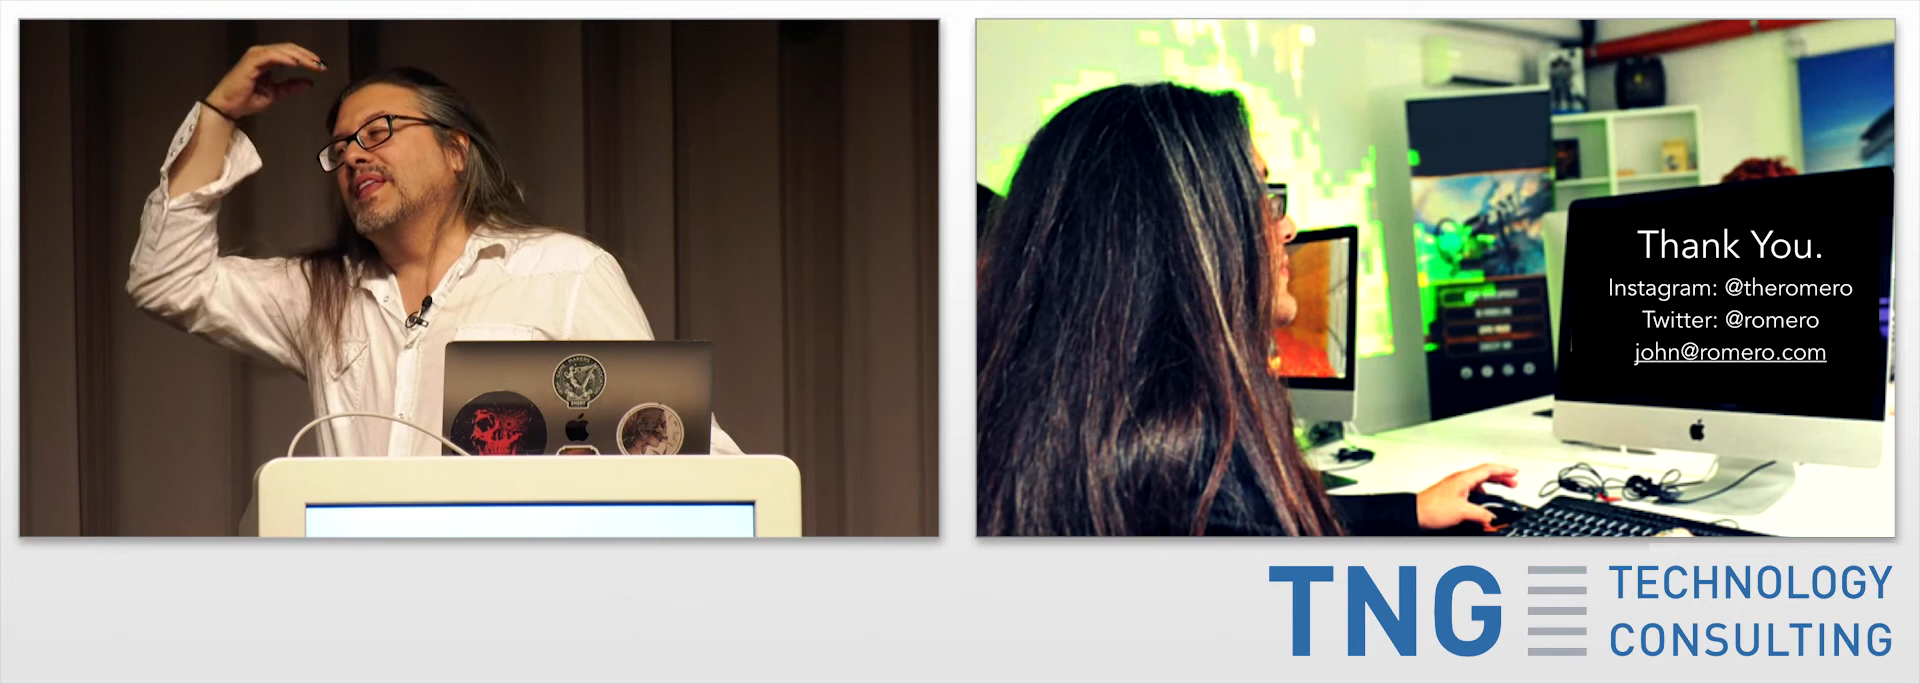 Thank You.
Instagram: @theromero
Twitter: @romero
john@romero.com
TNG TECHNOLOGY
CONSULTING